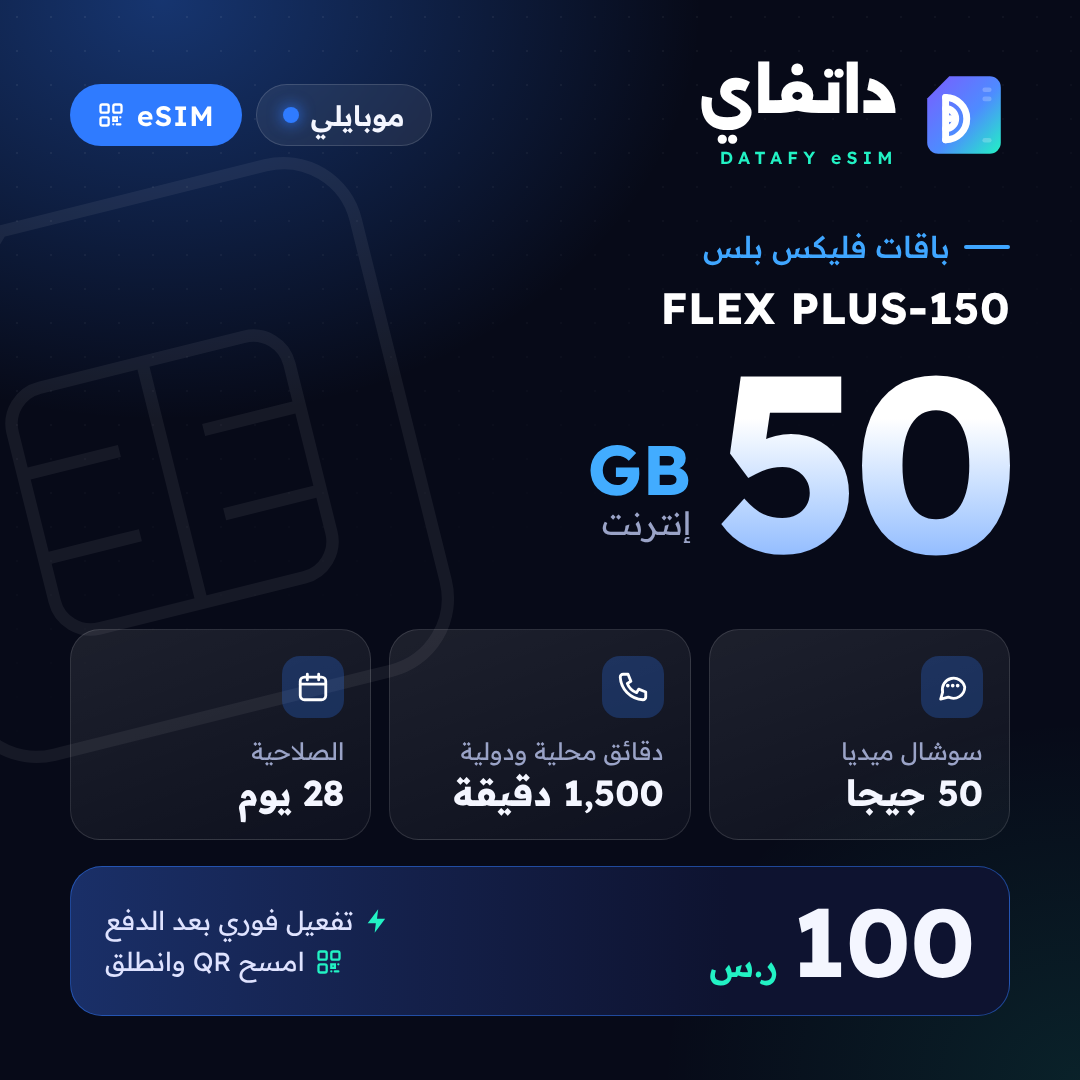 داتفاي
DATAFY eSIM
موبايلي
eSIM
باقات فليكس بلس
FLEX PLUS-150
50
GB
إنترنت
سوشال ميديا
50 جيجا
دقائق محلية ودولية
1,500 دقيقة
الصلاحية
28 يوم
100 ر.س
تفعيل فوري بعد الدفع
امسح QR وانطلق